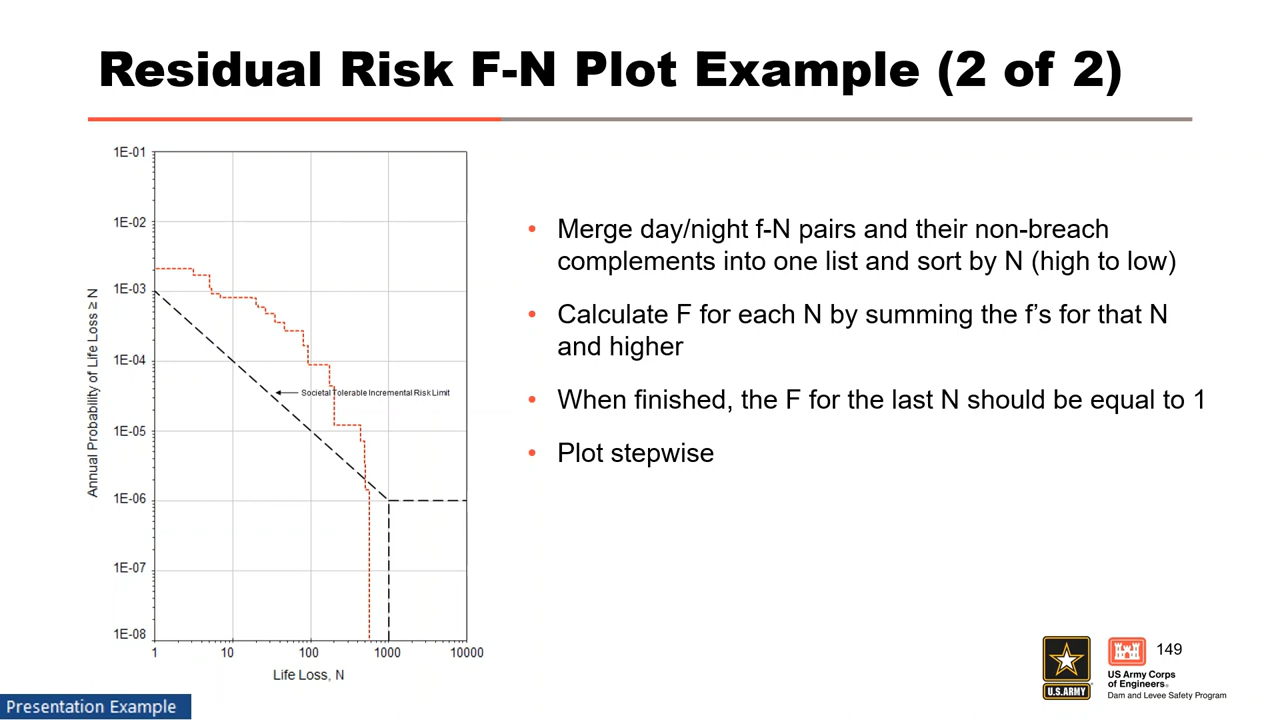 Residual Risk F-N Plot Example (2 of 2)
1E-01
1E-02
1E-03
1E-04
1E-05
1E-06
1E-07
1E-08
Annual Probability of Life Loss ≥ N
Societal Tolerable Incremental Risk Limit
1
10
100
1000
10000
Life Loss, N
• Merge day/night f-N pairs and their non-breach
complements into one list and sort by N (high to low)
• Calculate F for each N by summing the f’s for that N
and higher
• When finished, the F for the last N should be equal to 1
• Plot stepwise
U.S.ARMY
149
US Army Corps
of Engineers®
Dam and Levee Safety Program
Presentation Example